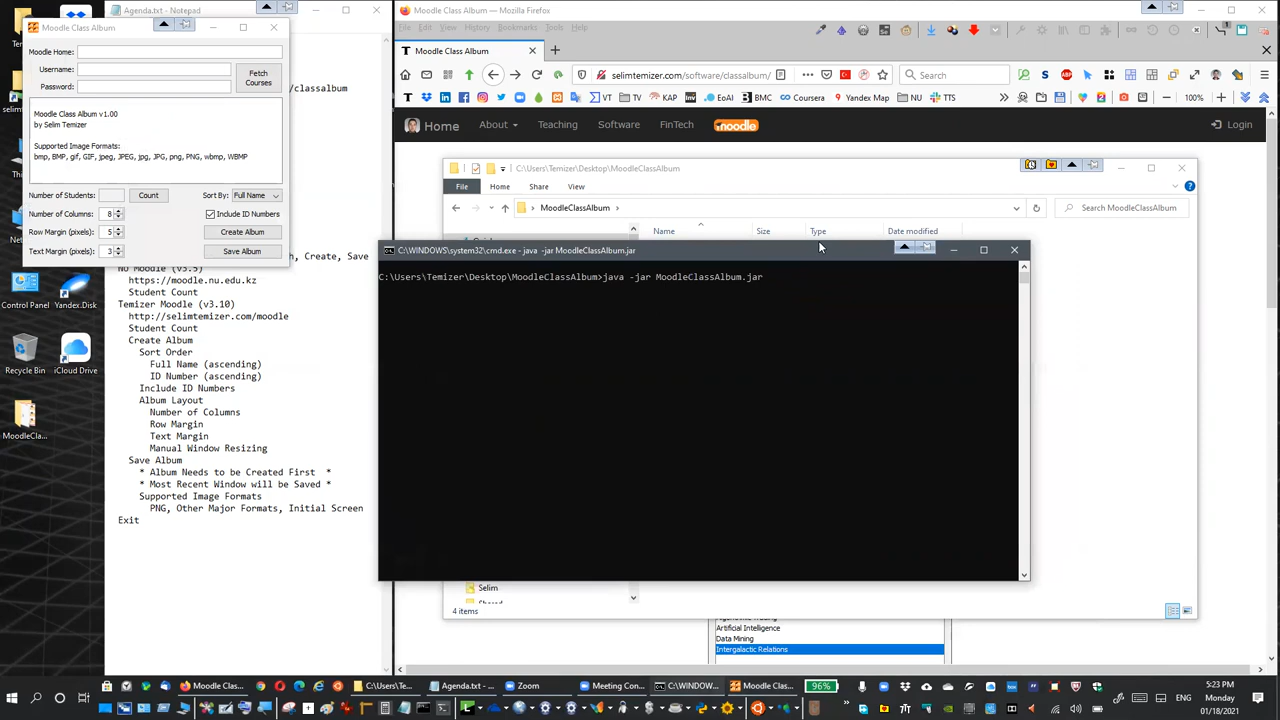 Agenda.txt - Notepad
Moodle Class Album — Mozilla Firefox
Moodle Class Album
File Edit View History Bookmarks Tools Help
Moodle Home:
Username:
Password:
Fetch
Courses
/classalbum
Moodle Class Album v1.00
by Selim Temizer
Supported Image Formats:
bmp, BMP, gif, GIF, jpeg, JPEG, jpg, JPG, png, PNG, wbmp, WBMP
Number of Students:
Count
Sort By:
Full Name
Number of Columns:
8
Include ID Numbers
Row Margin (pixels):
5
Create Album
Text Margin (pixels):
3
Save Album
h, Create, Save
NU Moodle (v3.5)
https://moodle.nu.edu.kz
Student Count
Temizer Moodle (v3.10)
http://selimtemizer.com/moodle
Student Count
Create Album
Sort Order
Full Name (ascending)
ID Number (ascending)
Include ID Numbers
Album Layout
Number of Columns
Row Margin
Text Margin
Manual Window Resizing
Save Album
* Album Needs to be Created First *
* Most Recent Window will be Saved *
Supported Image Formats
PNG, Other Major Formats, Initial Screen
Exit
Control Panel
Yandex.Disk
Recycle Bin
iCloud Drive
MoodleCla...
Moodle Class Album
selimtemizer.com/software/classalbum/
Search
100%
VT
TV
EoAI
BMC
Coursera
Yandex Map
NU
TTS
Home
About
Teaching
Software
FinTech
moodle
Login
C:\Users\Temizer\Desktop\MoodleClassAlbum
File
Home
Share
View
MoodleClassAlbum
Search MoodleClassAlbum
Name
Size
Type
Date modified
C:\WINDOWS\system32\cmd.exe - java -jar MoodleClassAlbum.jar
C:\Users\Temizer\Desktop\MoodleClassAlbum>java -jar MoodleClassAlbum.jar
Selim
4 items
Artificial Intelligence
Data Mining
Intergalactic Relations
Moodle Clas...
C:\Users\Te...
Agenda.txt - ...
Zoom
Meeting Con...
C:\WINDOW...
Moodle Clas...
96%
ENG
5:23 PM
Monday
01/18/2021